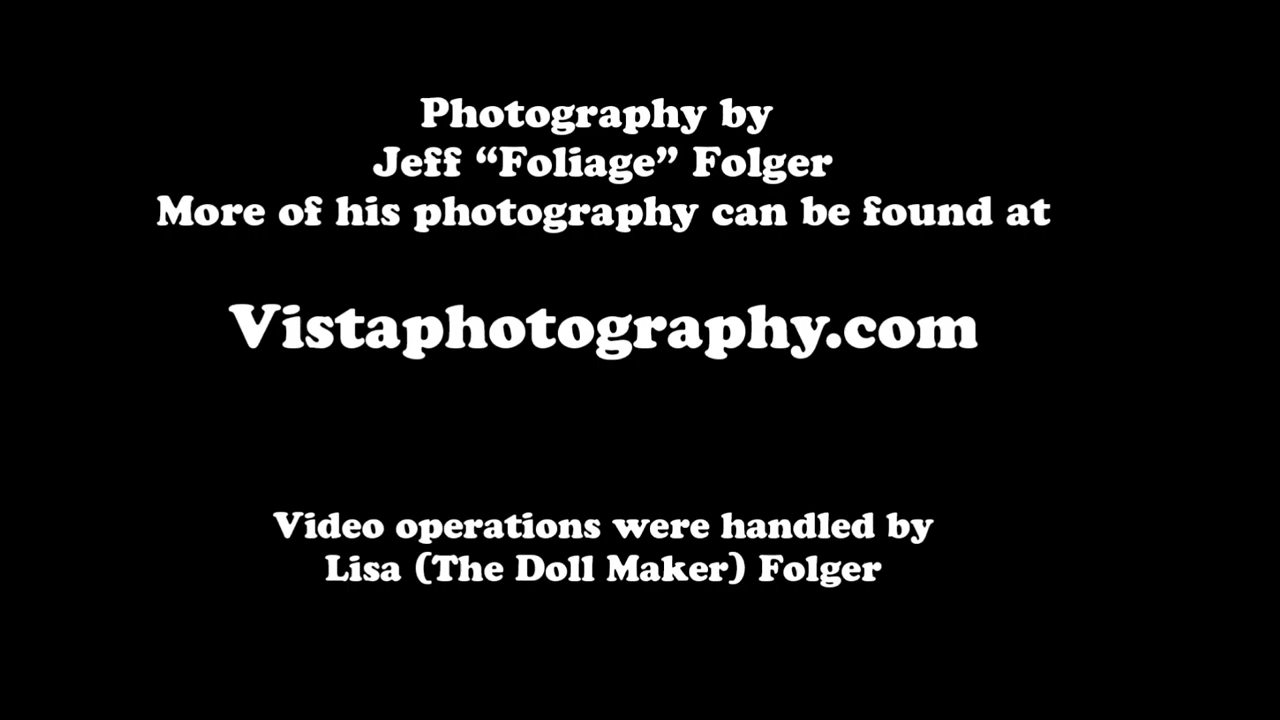 Photography by
Jeff “Foliage” Folger
More of his photography can be found at
Vistaphotography.com
Video operations were handled by
Lisa (The Doll Maker) Folger